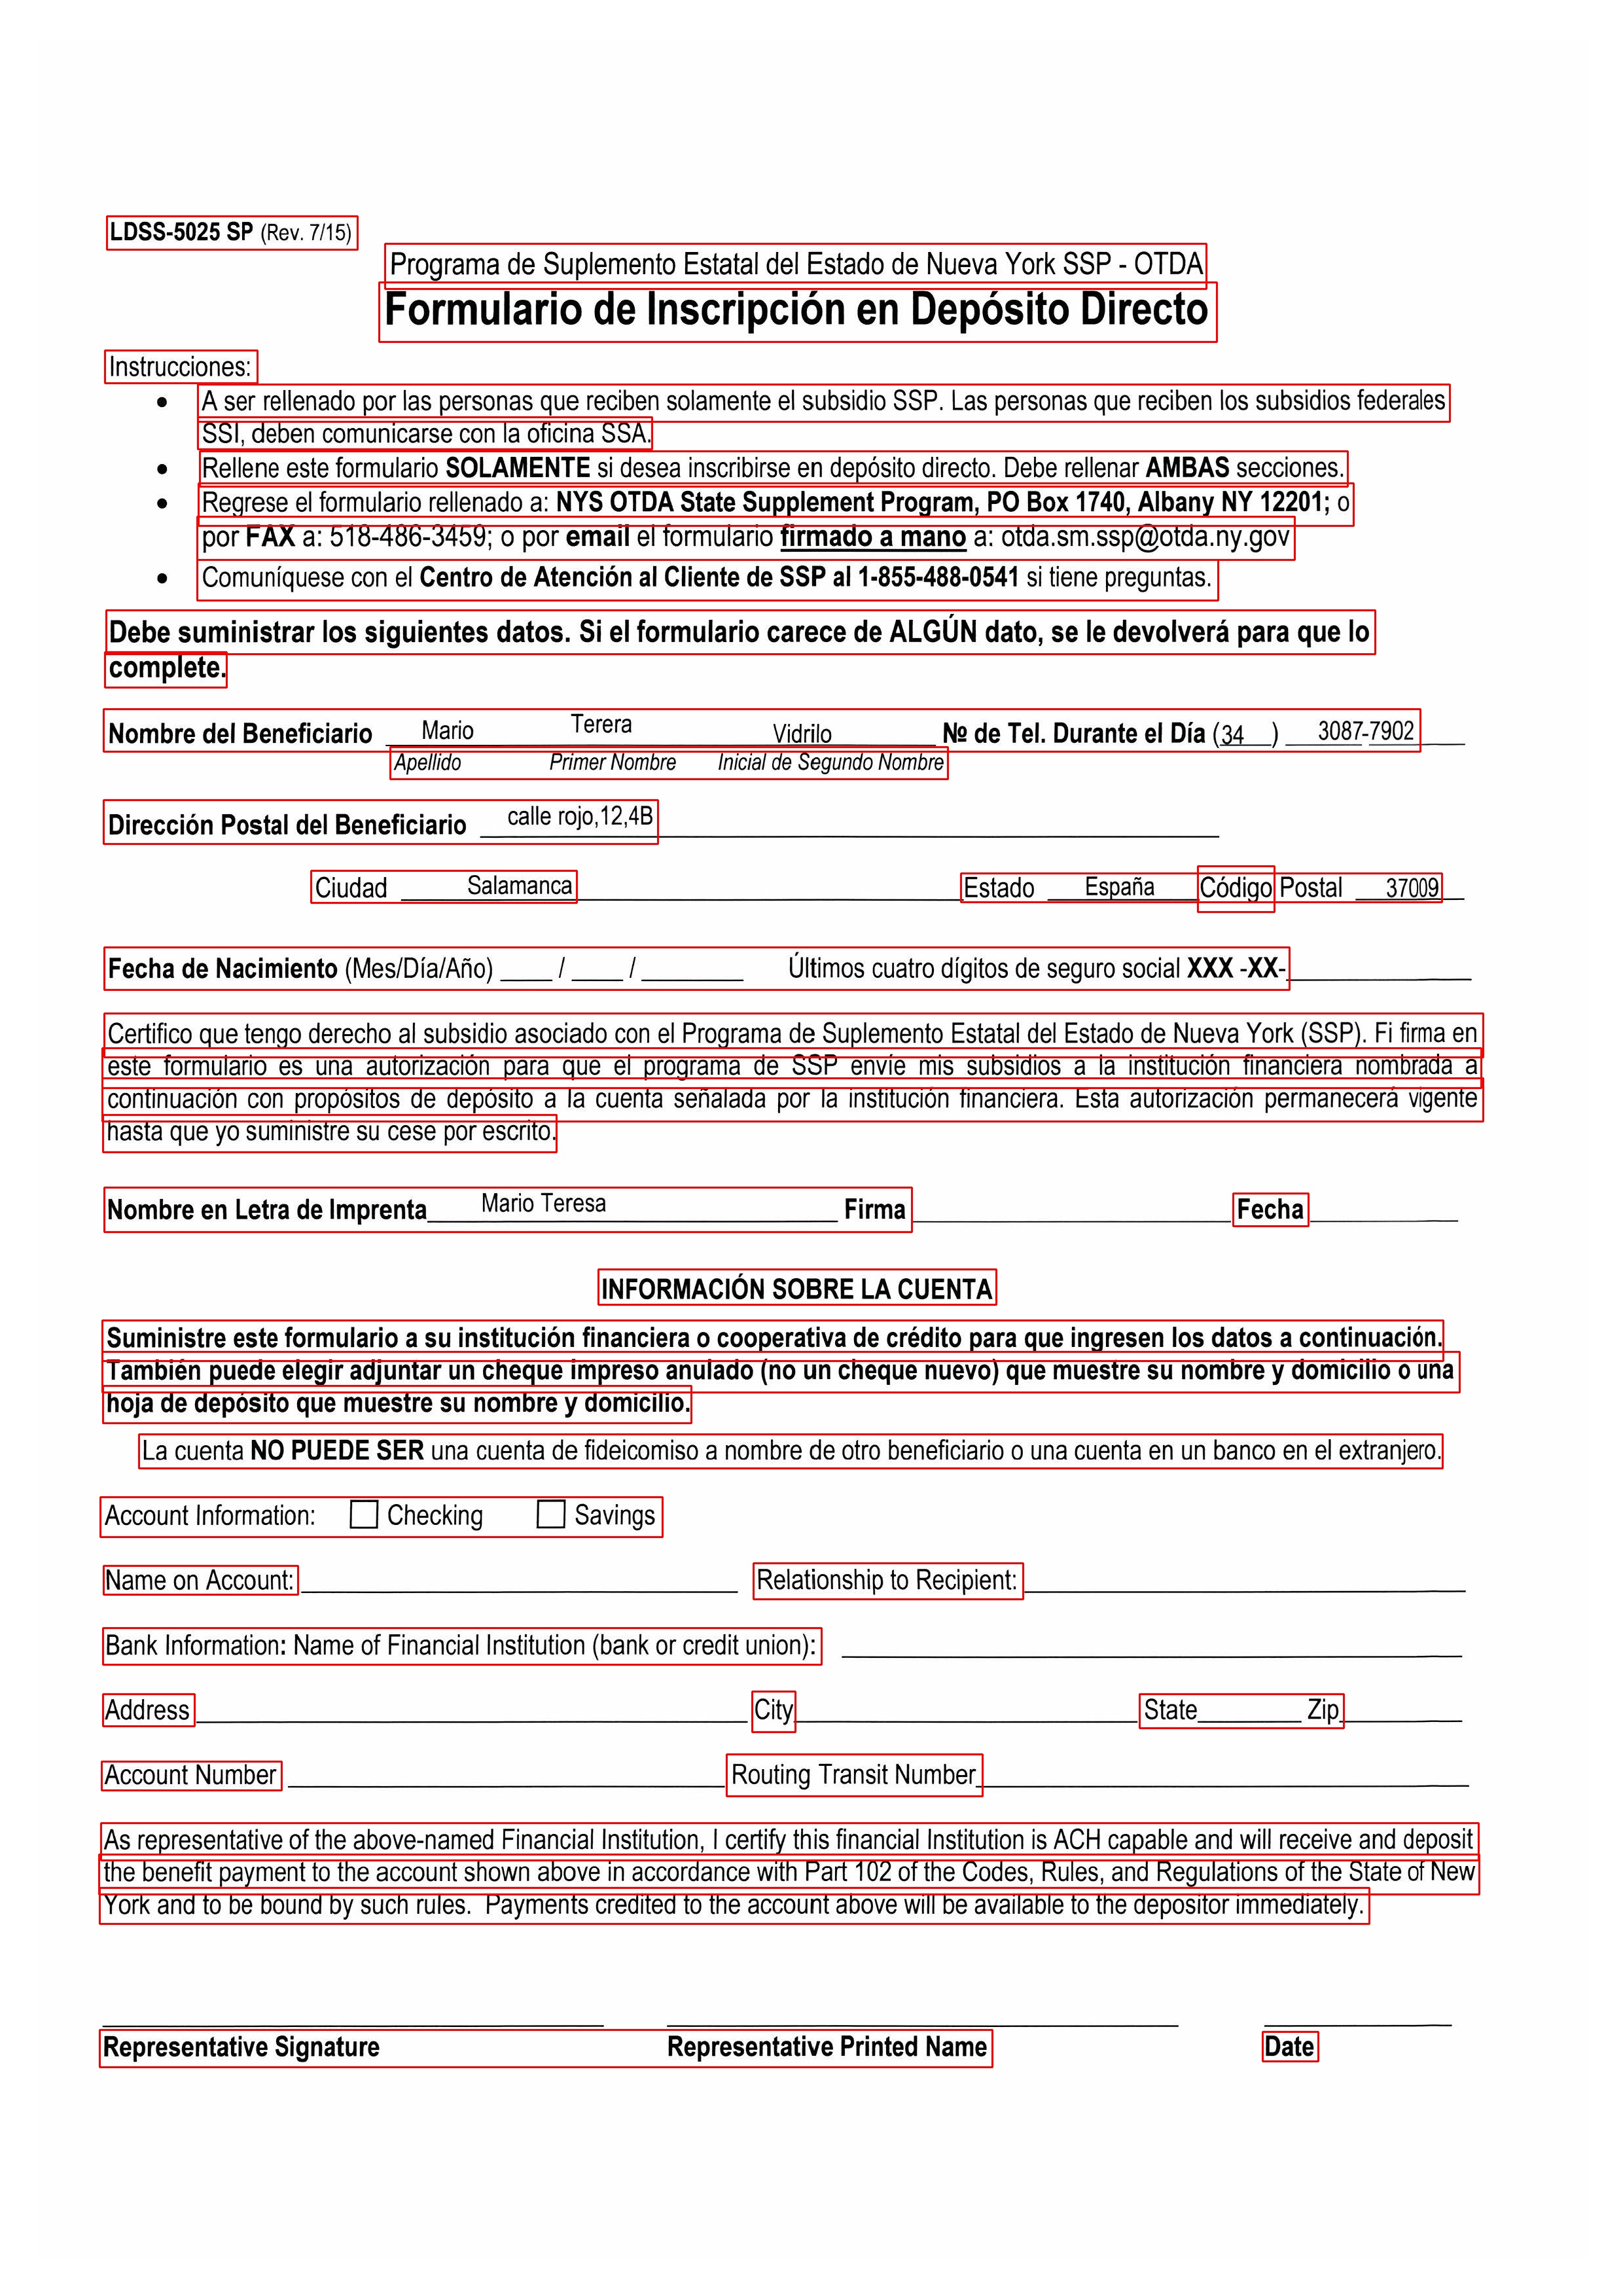 LDSS-5025 SP (Rev. 7/15)
Programa de Suplemento Estatal del Estado de Nueva York SSP - OTDA
Formulario de Inscripción en Depósito Directo
Instrucciones:
• A ser rellenado por las personas que reciben solamente el subsidio SSP. Las personas que reciben los subsidios federales
SSI, deben comunicarse con la oficina SSA.
• Rellene este formulario SOLAMENTE si desea inscribirse en depósito directo. Debe rellenar AMBAS secciones.
• Regrese el formulario rellenado a: NYS OTDA State Supplement Program, PO Box 1740, Albany NY 12201; o
por FAX a: 518-486-3459; o por email el formulario firmado a mano a: otda.sm.ssp@otda.ny.gov
• Comuníquese con el Centro de Atención al Cliente de SSP al 1-855-488-0541 si tiene preguntas.
Debe suministrar los siguientes datos. Si el formulario carece de ALGÚN dato, se le devolverá para que lo
complete.
Nombre del Beneficiario Mario Terera Vidrilo Nº de Tel. Durante el Día (34 ) 3087-7902
Apellido Primer Nombre Inicial de Segundo Nombre
Dirección Postal del Beneficiario calle rojo,12,4B
Ciudad Salamanca Estado España Código Postal 37009
Fecha de Nacimiento (Mes/Día/Año) ____ / ____ / ________ Últimos cuatro dígitos de seguro social XXX -XX-
Certifico que tengo derecho al subsidio asociado con el Programa de Suplemento Estatal del Estado de Nueva York (SSP). Fi firma en
este formulario es una autorización para que el programa de SSP envíe mis subsidios a la institución financiera nombrada a
continuación con propósitos de depósito a la cuenta señalada por la institución financiera. Esta autorización permanecerá vigente
hasta que yo suministre su cese por escrito.
Nombre en Letra de Imprenta Mario Teresa Firma Fecha
INFORMACIÓN SOBRE LA CUENTA
Suministre este formulario a su institución financiera o cooperativa de crédito para que ingresen los datos a continuación.
También puede elegir adjuntar un cheque impreso anulado (no un cheque nuevo) que muestre su nombre y domicilio o una
hoja de depósito que muestre su nombre y domicilio.
La cuenta NO PUEDE SER una cuenta de fideicomiso a nombre de otro beneficiario o una cuenta en un banco en el extranjero.
Account Information: Checking Savings
Name on Account: Relationship to Recipient:
Bank Information: Name of Financial Institution (bank or credit union):
Address City State Zip
Account Number Routing Transit Number
As representative of the above-named Financial Institution, I certify this financial Institution is ACH capable and will receive and deposit
the benefit payment to the account shown above in accordance with Part 102 of the Codes, Rules, and Regulations of the State of New
York and to be bound by such rules. Payments credited to the account above will be available to the depositor immediately.
Representative Signature Representative Printed Name Date